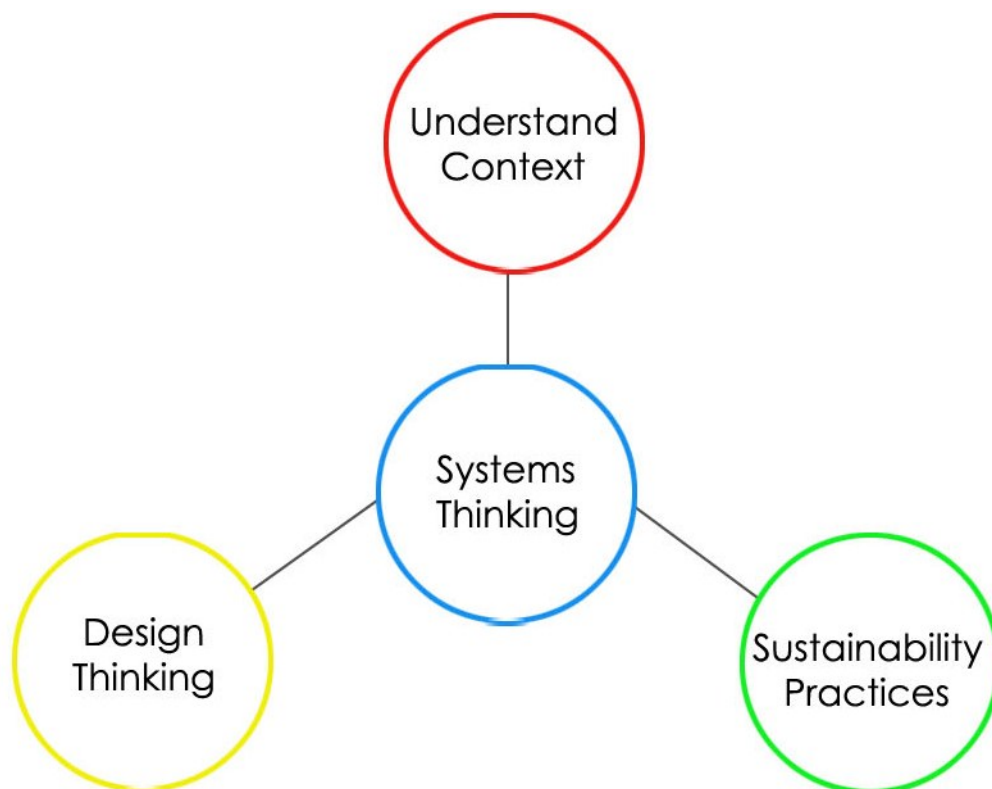 Understand
Context
Systems
Thinking
Design
Thinking
Sustainability
Practices